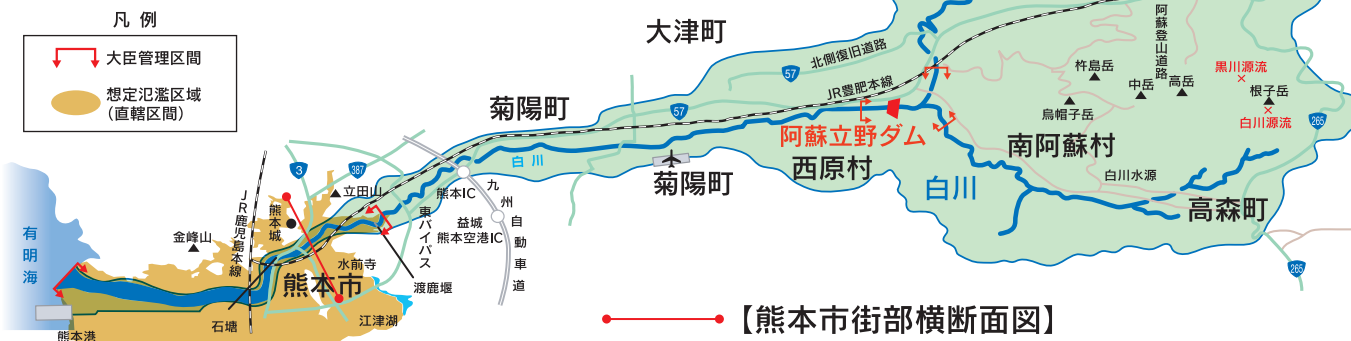 凡 例
大臣管理区間
想定氾濫区域
(直轄区間)
大津町
北側復旧道路
57
JR豊肥本線
阿蘇登山道路
杵島岳
中岳
高岳
黒川源流
根子岳
烏帽子岳
白川源流
265
菊陽町
57
阿蘇立野ダム
南阿蘇村
西原村
白川
菊陽町
白川水源
高森町
265
白 川
3
387
立田山
熊本IC
九州自動車道
益城
熊本空港IC
東バイパス
熊本城
JR鹿児島本線
金峰山
有明海
水前寺
熊本市
渡鹿堰
石塘
江津湖
熊本港
【熊本市街部横断面図】